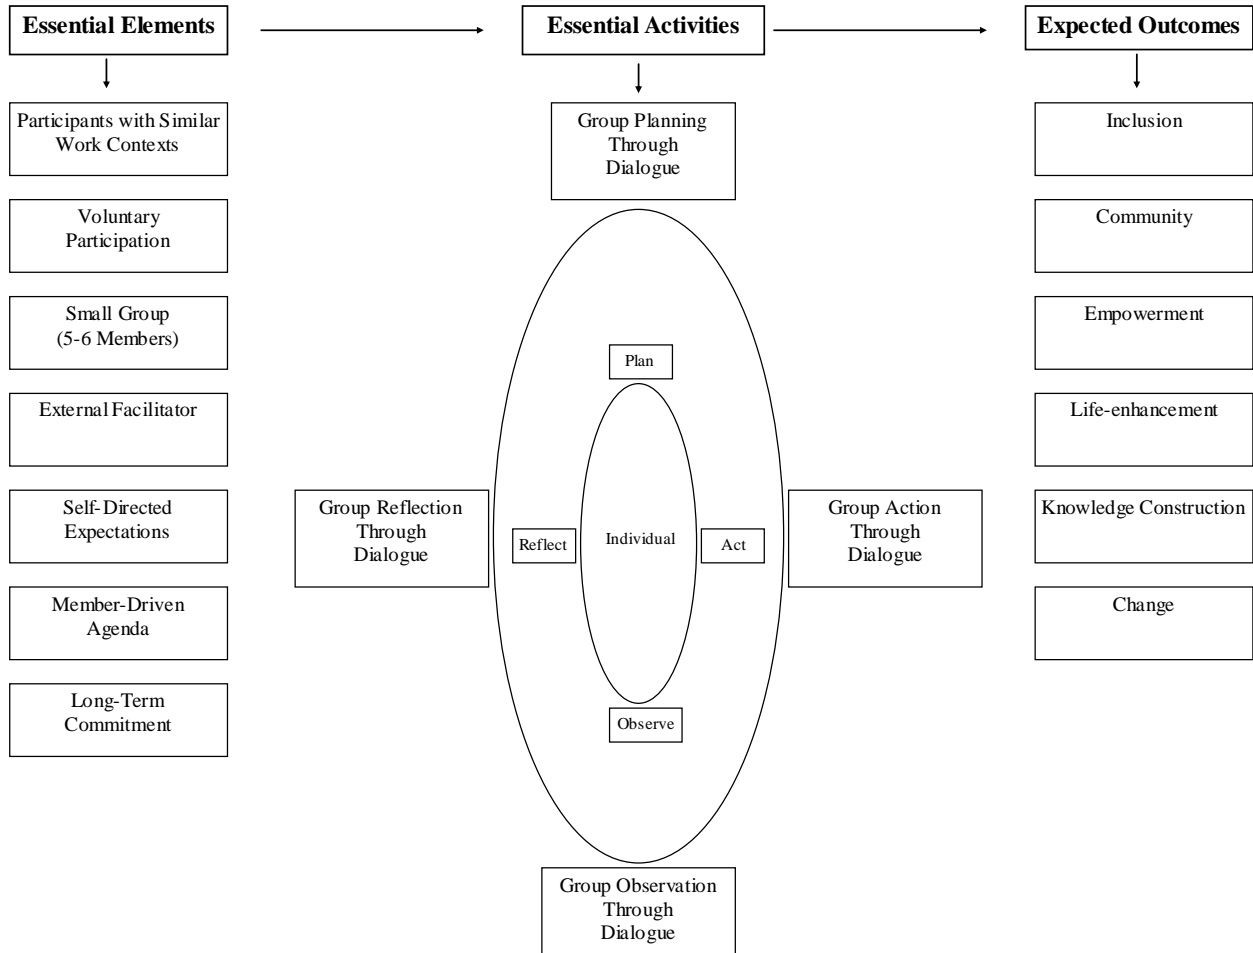 Essential Elements
Participants with Similar
Work Contexts
Voluntary
Participation
Small Group
(5-6 Members)
External Facilitator
Self-Directed
Expectations
Member-Driven
Agenda
Long-Term
Commitment
Essential Activities
Group Planning
Through
Dialogue
Plan
Group Reflection
Through
Dialogue
Reflect
Individual
Act
Group Action
Through
Dialogue
Observe
Group Observation
Through
Dialogue
Expected Outcomes
Inclusion
Community
Empowerment
Life-enhancement
Knowledge Construction
Change